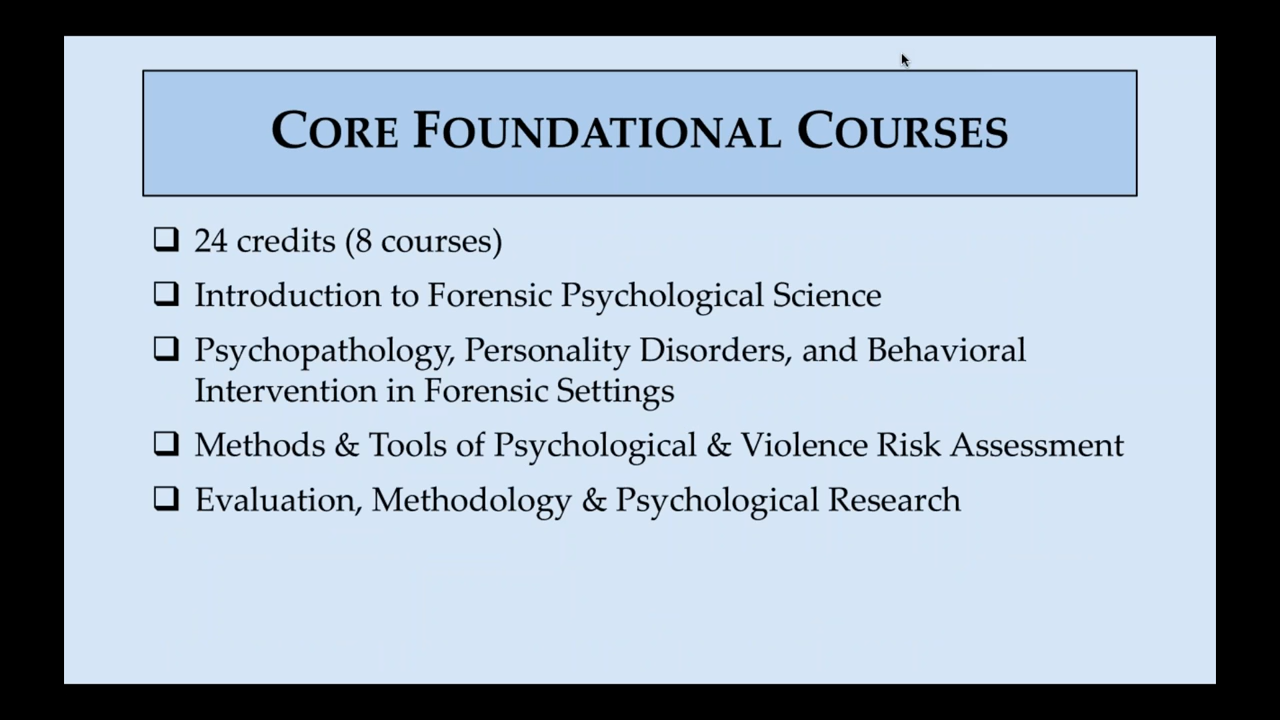 CORE FOUNDATIONAL COURSES
❑ 24 credits (8 courses)
❑ Introduction to Forensic Psychological Science
❑ Psychopathology, Personality Disorders, and Behavioral
Intervention in Forensic Settings
❑ Methods & Tools of Psychological & Violence Risk Assessment
❑ Evaluation, Methodology & Psychological Research